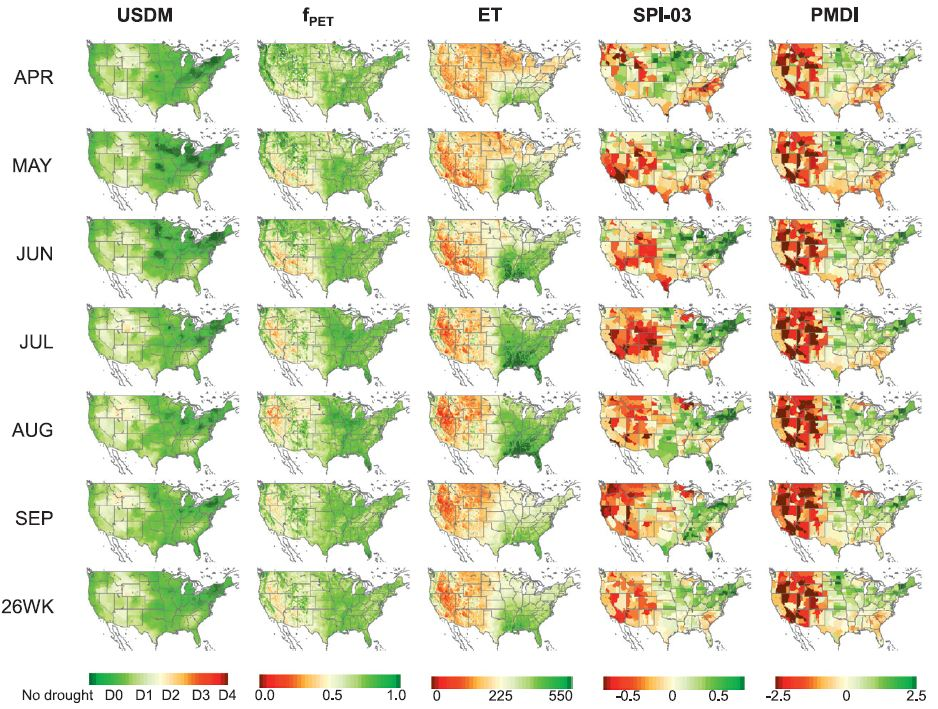 USDM fPET ET SPI-03 PMDI
APR
MAY
JUN
JUL
AUG
SEP
26WK
No drought D0 D1 D2 D3 D4 0.0 0.5 1.0 0 225 550 -0.5 0 0.5 -2.5 0 2.5